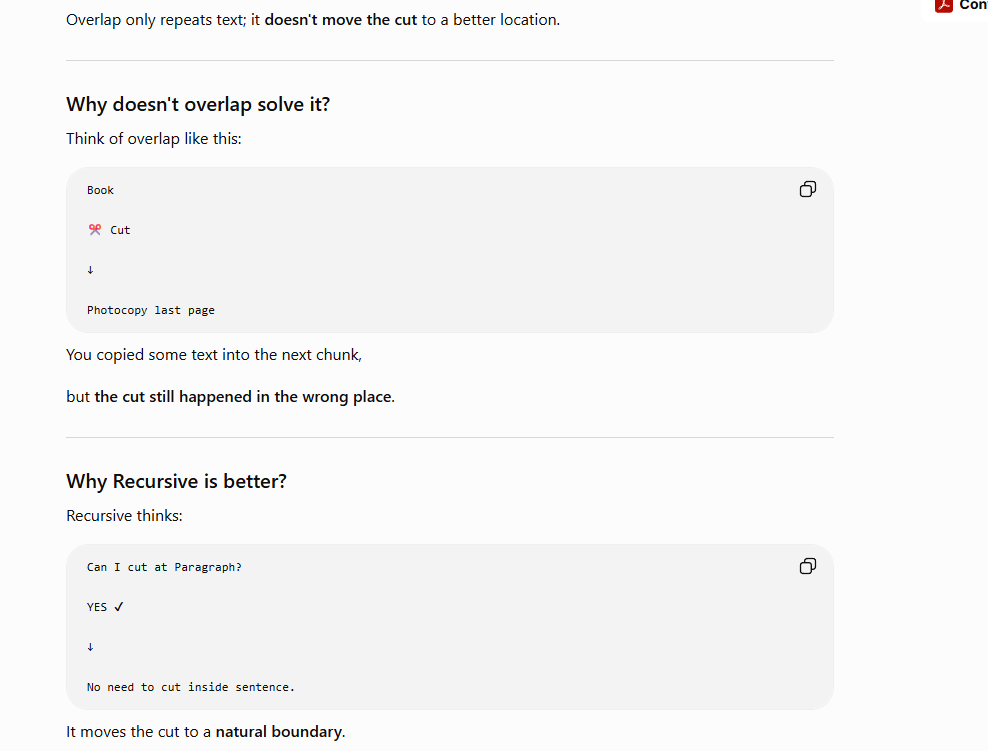 Overlap only repeats text; it doesn't move the cut to a better location.
Why doesn't overlap solve it?
Think of overlap like this:
Book
✂️ Cut
↓
Photocopy last page
You copied some text into the next chunk,
but the cut still happened in the wrong place.
Why Recursive is better?
Recursive thinks:
Can I cut at Paragraph?
YES ✓
↓
No need to cut inside sentence.
It moves the cut to a natural boundary.